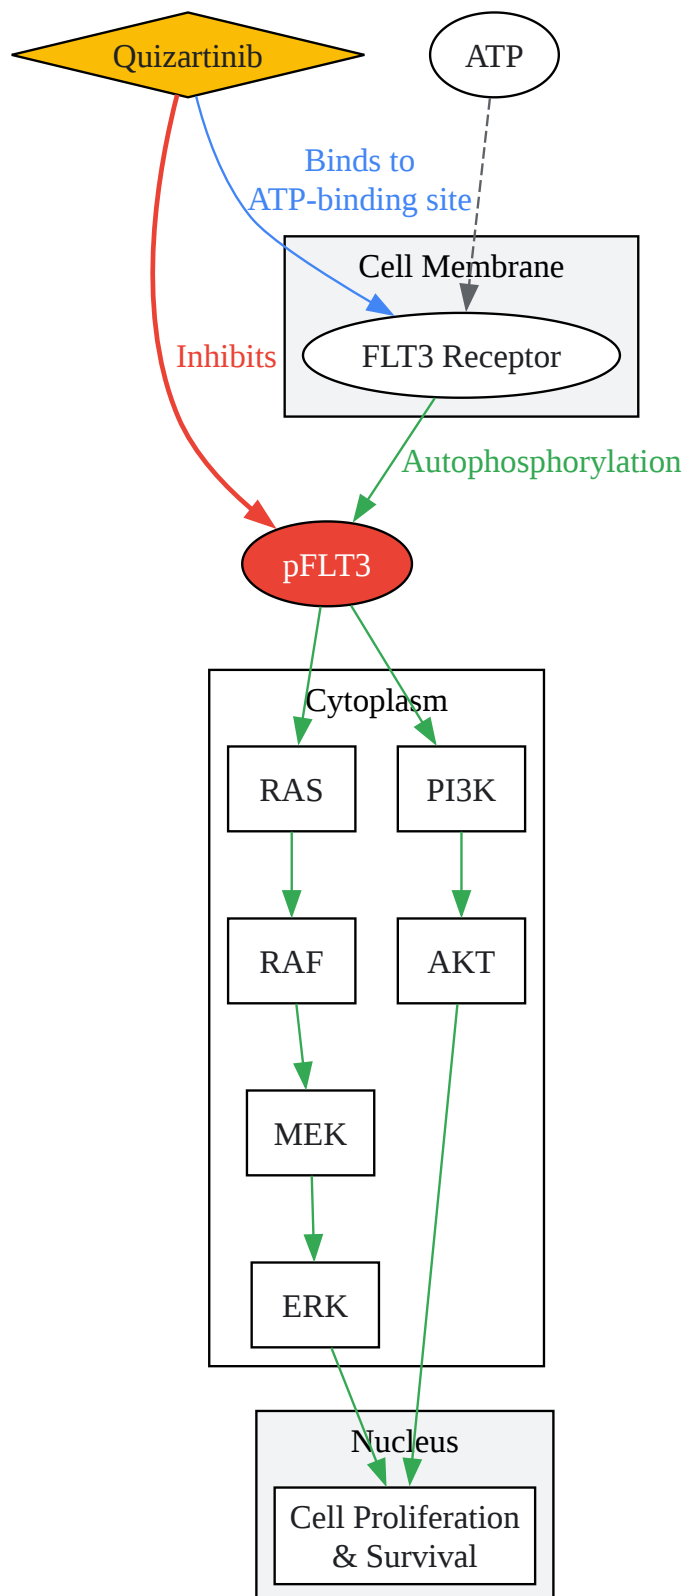 Quizartinib
ATP
Binds to
ATP-binding site
Cell Membrane
Inhibits
FLT3 Receptor
Autophosphorylation
pFLT3
Cytoplasm
RAS
PI3K
RAF
AKT
MEK
ERK
Nucleus
Cell Proliferation
& Survival